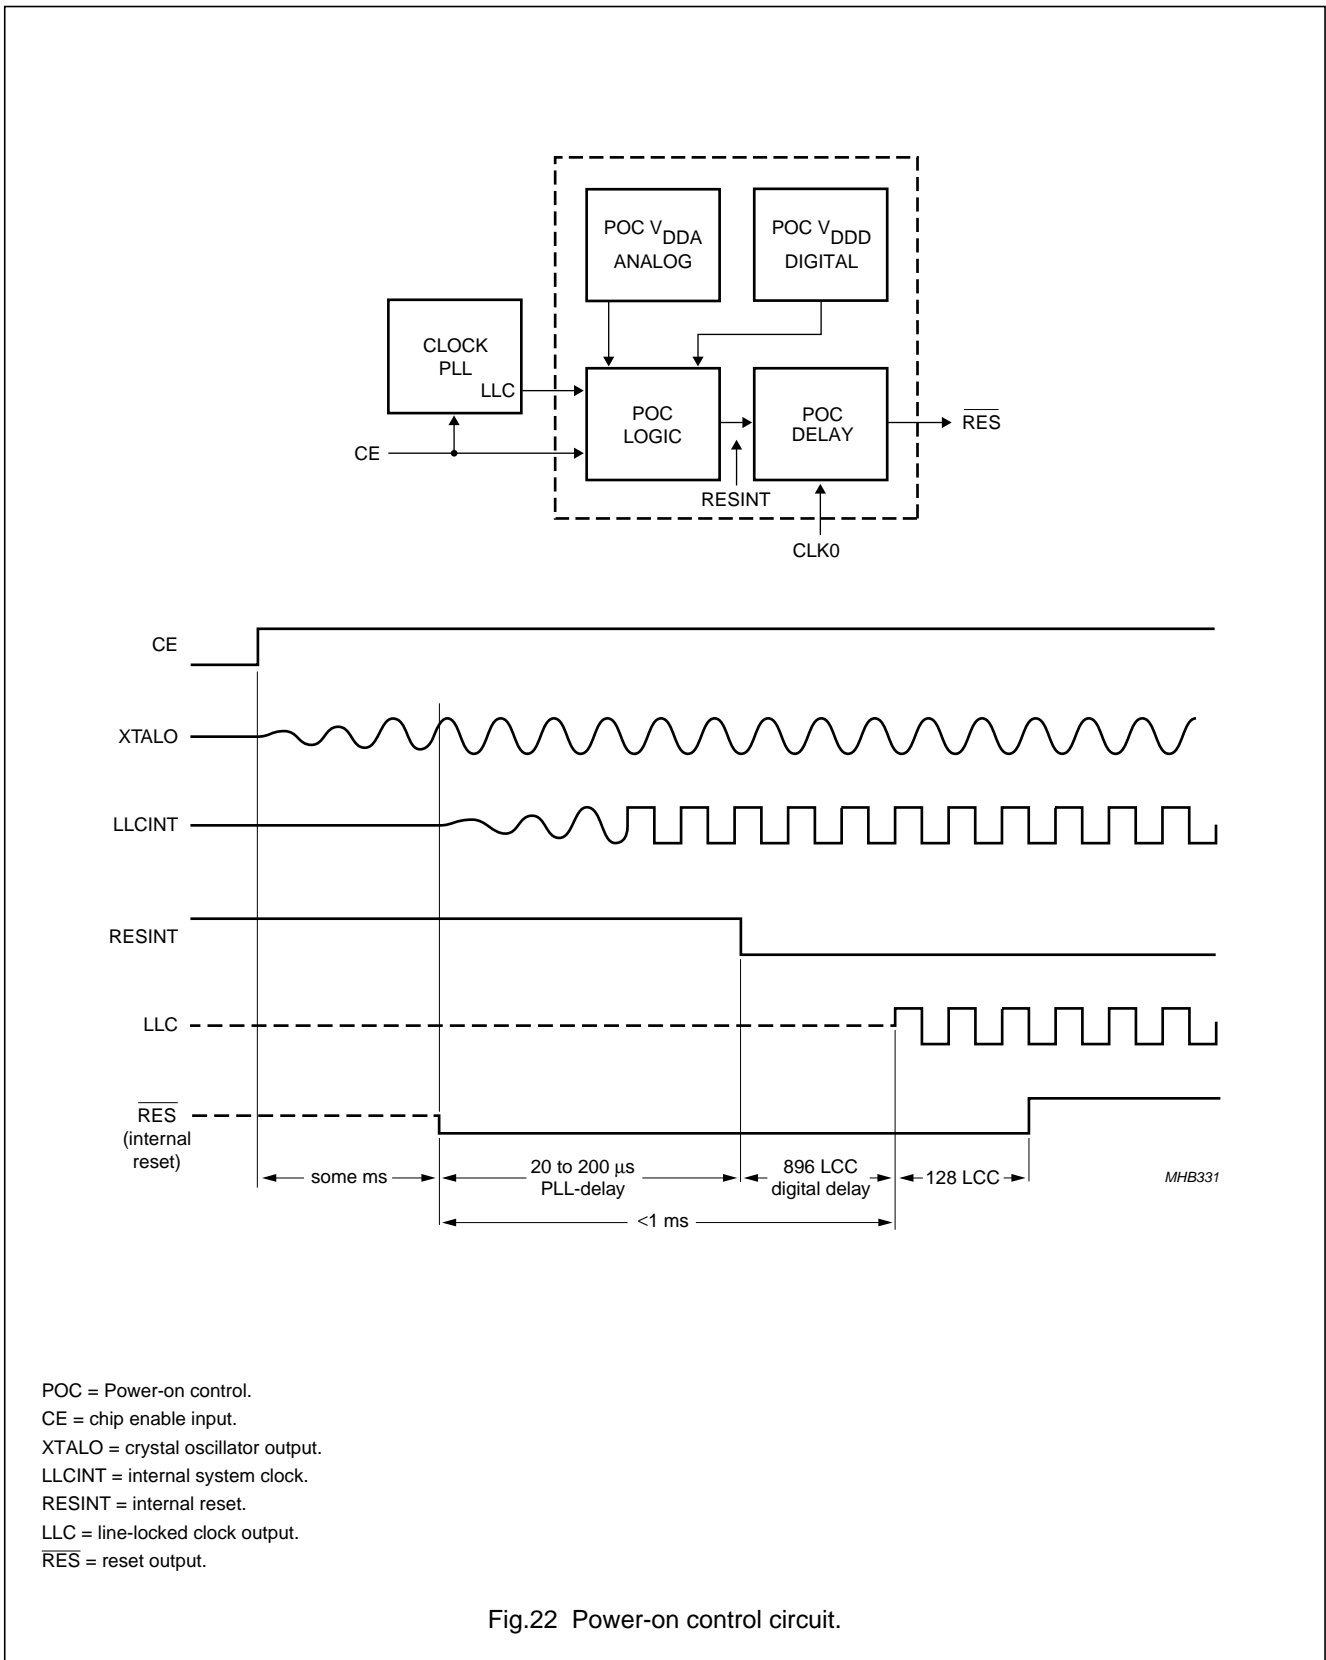 POC VDDA
ANALOG
POC VDDD
DIGITAL
CLOCK
PLL
LLC
POC
LOGIC
POC
DELAY
RES
CE
RESINT
CLK0
CE
XTALO
LLCINT
RESINT
LLC
RES
(internal
reset)
some ms
20 to 200 μs
PLL-delay
896 LCC
digital delay
128 LCC
<1 ms
MHB331
POC = Power-on control.
CE = chip enable input.
XTALO = crystal oscillator output.
LLCINT = internal system clock.
RESINT = internal reset.
LLC = line-locked clock output.
RES = reset output.
Fig.22 Power-on control circuit.